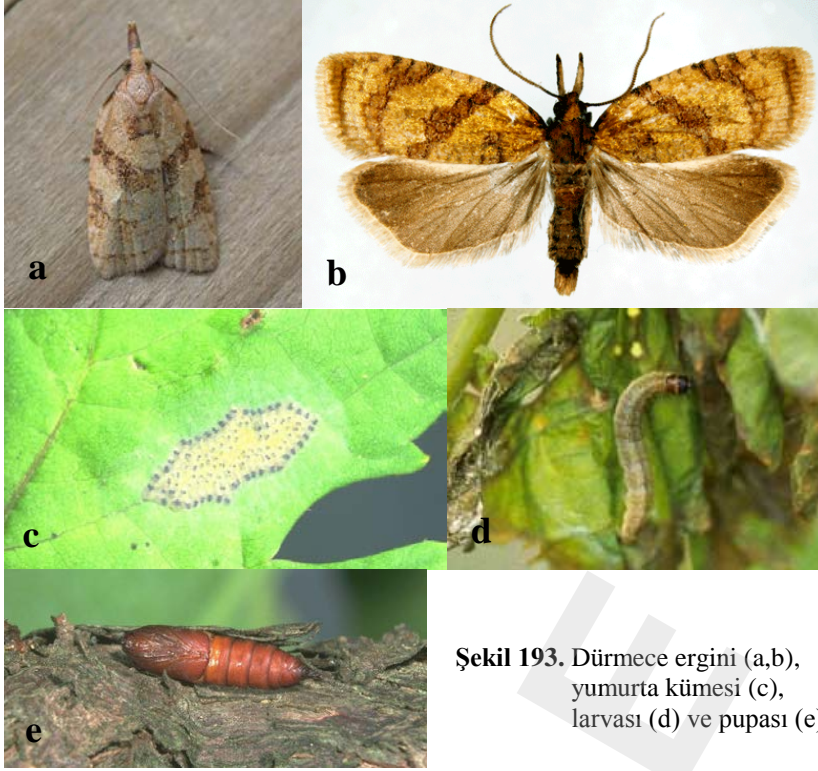 a
b
c
d
e
Şekil 193. Dürmece ergini (a,b),
yumurta kümesi (c),
larvası (d) ve pupası (e)